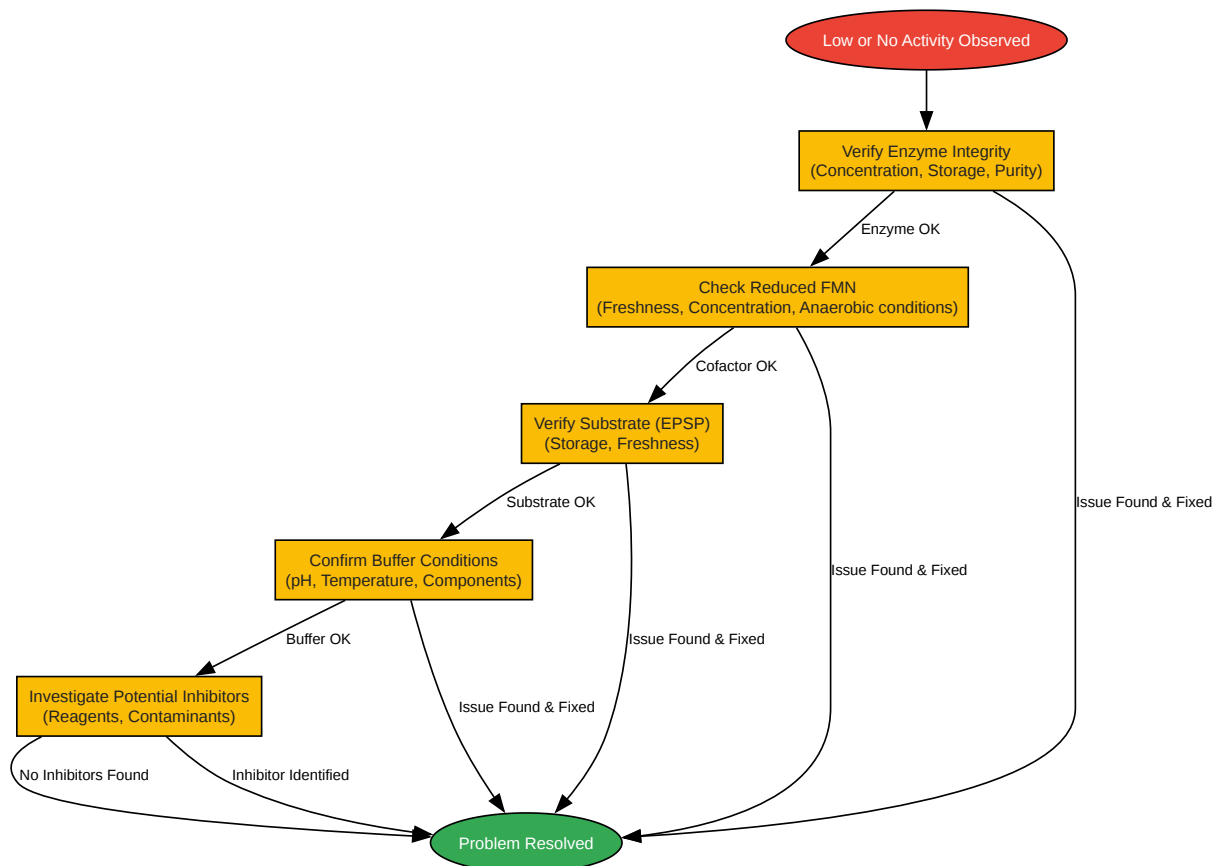 Low or No Activity Observed
Verify Enzyme Integrity
(Concentration, Storage, Purity)
Enzyme OK
Check Reduced FMN
(Freshness, Concentration, Anaerobic conditions)
Cofactor OK
Verify Substrate (EPSP)
(Storage, Freshness)
Substrate OK
Issue Found & Fixed
Confirm Buffer Conditions
(pH, Temperature, Components)
Issue Found & Fixed
Buffer OK
Issue Found & Fixed
Investigate Potential Inhibitors
(Reagents, Contaminants)
Issue Found & Fixed
No Inhibitors Found
Inhibitor Identified
Problem Resolved